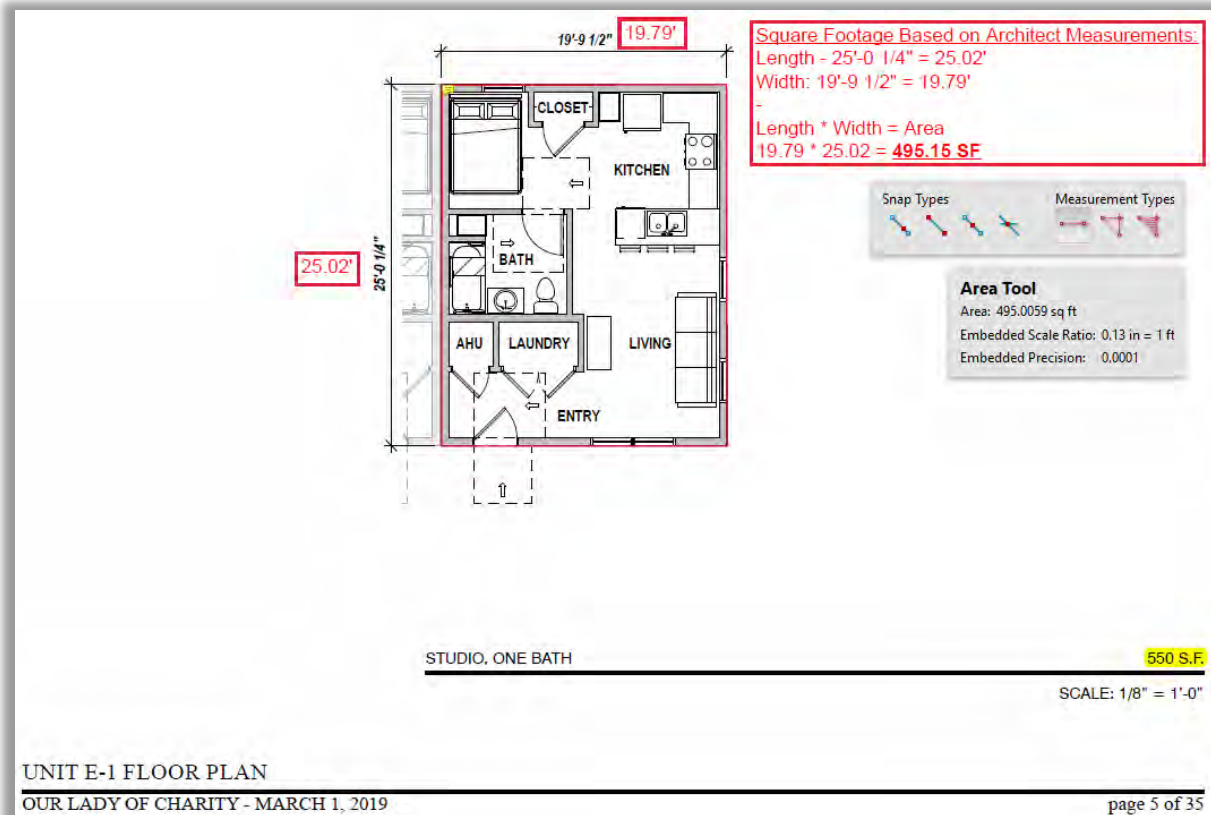 19'-9 1/2"
19.79'
Square Footage Based on Architect Measurements:
Length - 25'-0 1/4" = 25.02'
Width: 19'-9 1/2" = 19.79'
-
Length * Width = Area
19.79 * 25.02 = 495.15 SF
CLOSET
KITCHEN
Snap Types
Measurement Types
25.02'
25'-0 1/4"
BATH
Area Tool
Area: 495.0059 sq ft
Embedded Scale Ratio: 0.13 in = 1 ft
Embedded Precision: 0.0001
AHU
LAUNDRY
LIVING
ENTRY
STUDIO, ONE BATH
550 S.F.
SCALE: 1/8" = 1'-0"
UNIT E-1 FLOOR PLAN
OUR LADY OF CHARITY - MARCH 1, 2019
page 5 of 35